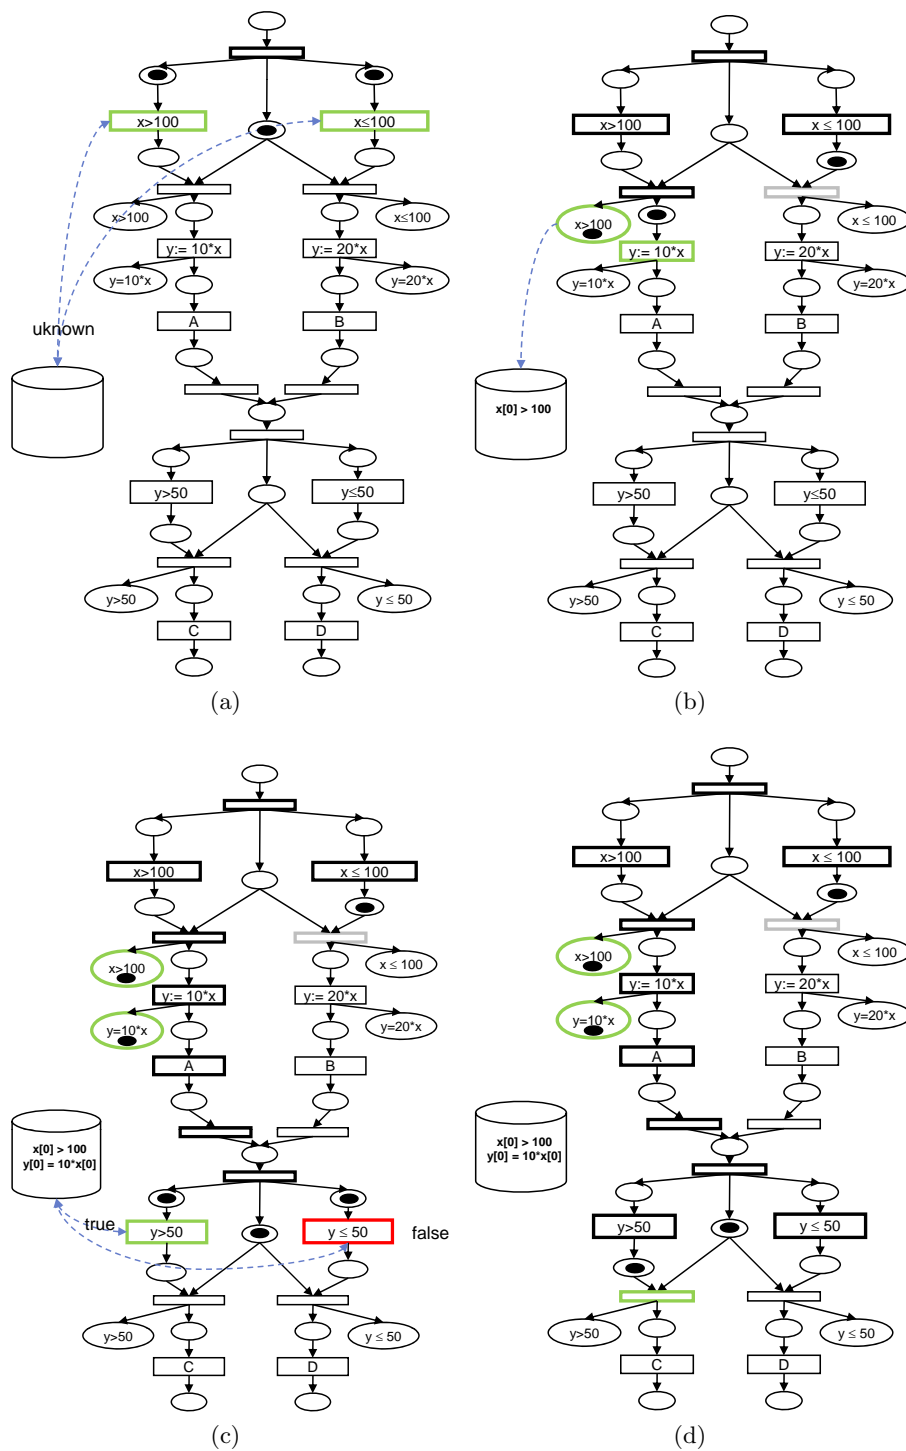 x>100
x≤100
x>100
x≤100
y:= 10*x
y:= 20*x
y=10*x
y=20*x
A
B
uknown
y>50
y≤50
y>50
y ≤ 50
C
D
(a)
x>100
x ≤ 100
x>100
x ≤ 100
y:= 10*x
y:= 20*x
y=10*x
y=20*x
A
B
x[0] > 100
y>50
y≤50
y>50
y ≤ 50
C
D
(b)
x>100
x ≤ 100
x>100
x ≤ 100
y:= 10*x
y:= 20*x
y=10*x
y=20*x
A
B
x[0] > 100
y[0] = 10*x[0]
true
y>50
y ≤ 50
false
y>50
y ≤ 50
C
D
(c)
x>100
x ≤ 100
x>100
x ≤ 100
y:= 10*x
y:= 20*x
y=10*x
y=20*x
A
B
x[0] > 100
y[0] = 10*x[0]
y>50
y ≤ 50
y>50
y ≤ 50
C
D
(d)